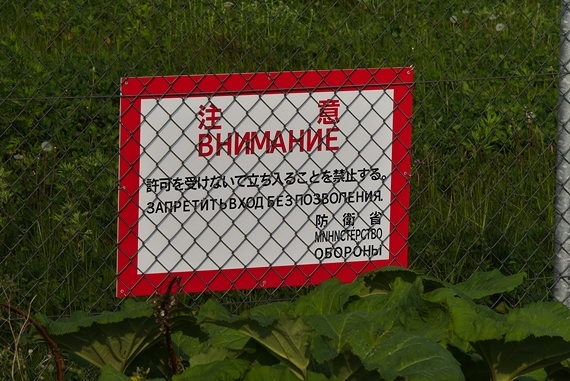 注意
ВНИМАНИЕ
許可を受けないで立ち入ることを禁止する。
ЗАПРЕТИТЬ ВХОД БЕЗ ПОЗВОЛЕНИЯ.
防衛省
МNНNСТЕРСТВО
ОБОРОНЫ